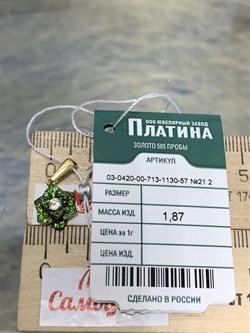 ООО ЮВЕЛИРНЫЙ ЗАВОД
ПЛАТИНА
ЗОЛОТО 585 ПРОБЫ
АРТИКУЛ
03-0420-00-713-1130-57 №21.2
РАЗМЕР
МАССА ИЗД. 1,87
ЦЕНА за 1г
ЦЕНА ИЗД.
СДЕЛАНО В РОССИИ